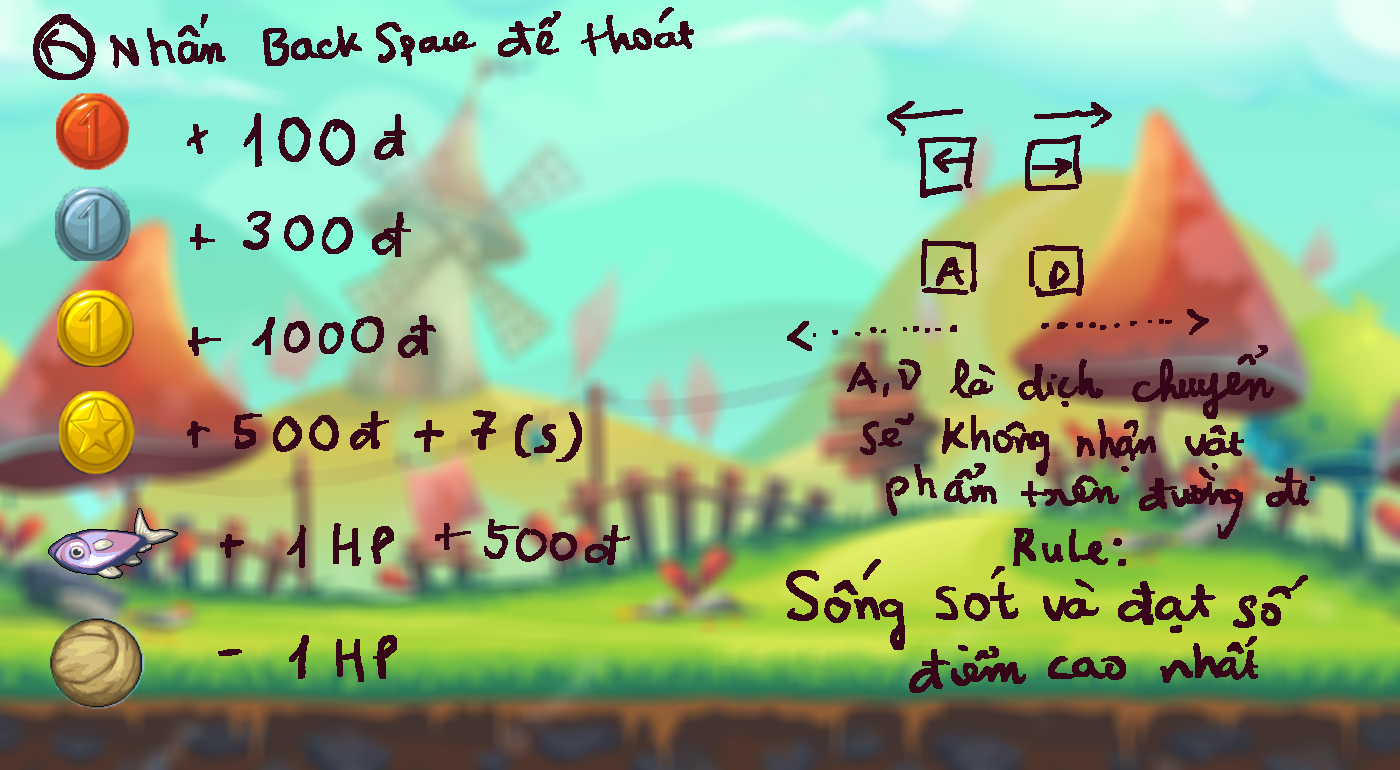 Nhấn Back Space để thoát
1 + 100 đ
1 + 300 đ
1 + 1000 đ
+ 500 đ + 7 (s)
+ 1 HP + 500 đ
- 1 HP
← →
A D
A, D là dịch chuyển
sẽ không nhận vât
phẩm trên đường đi
Rule:
Sống sót và đạt số
điểm cao nhất